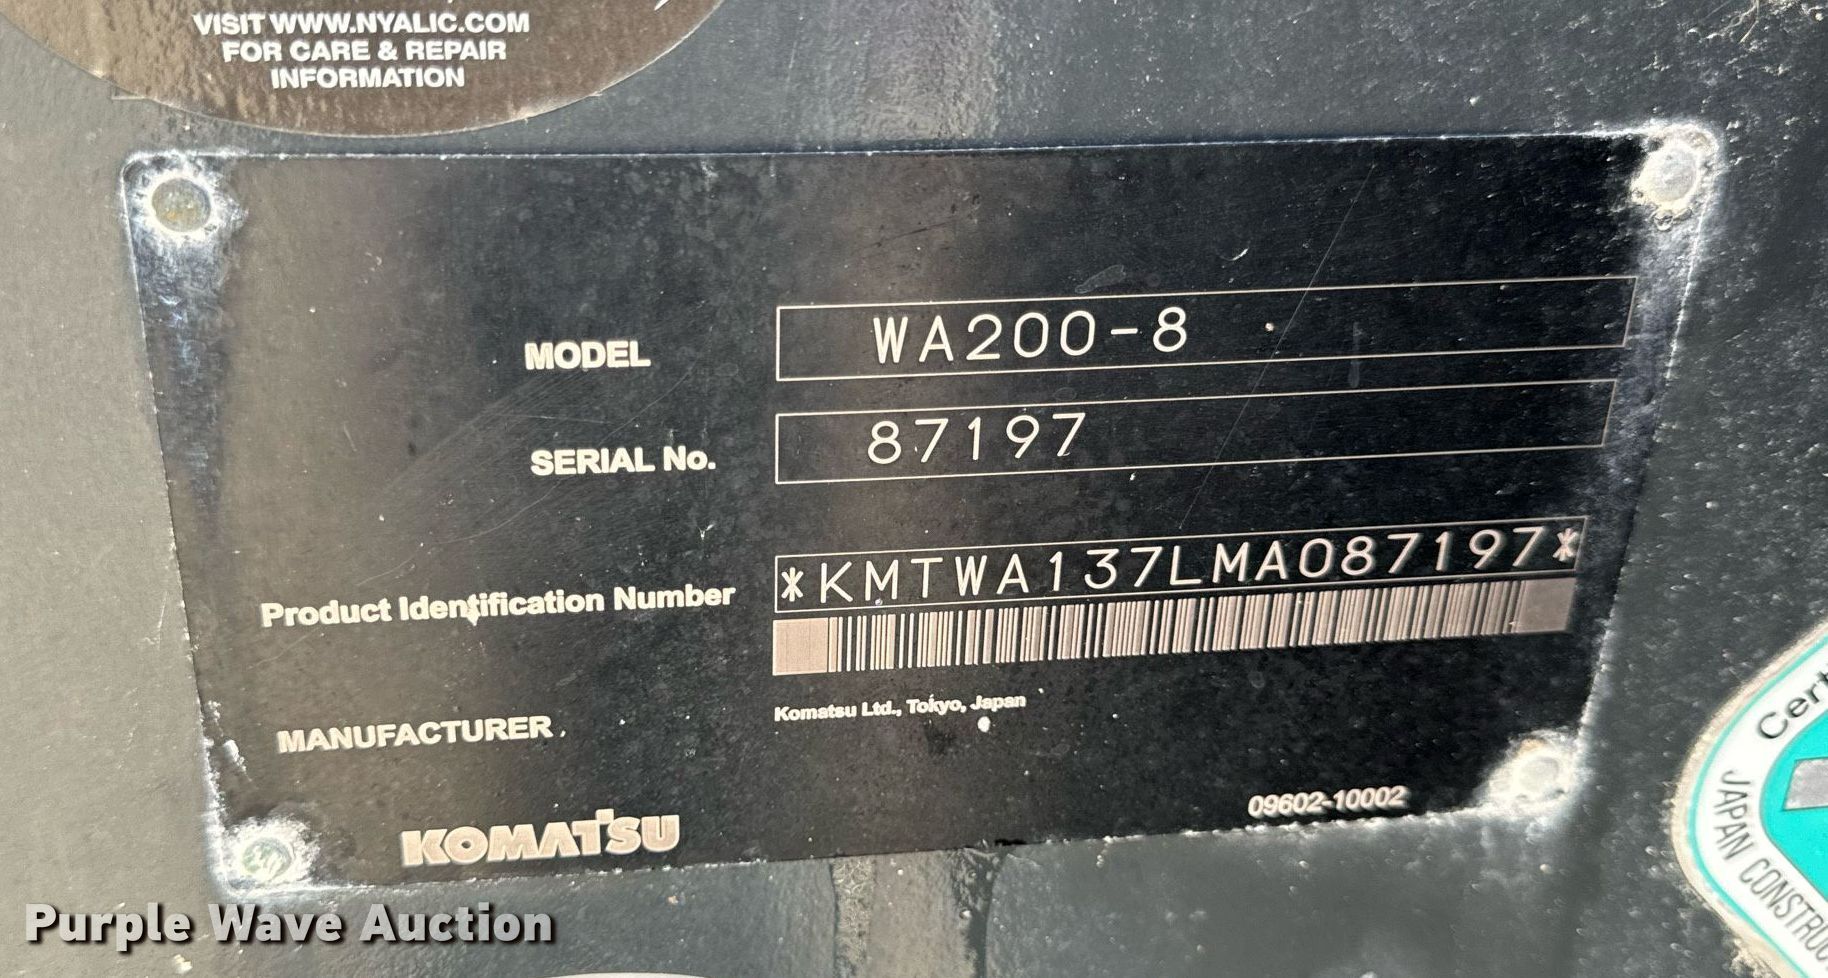 VISIT WWW.NYALIC.COM
FOR CARE & REPAIR
INFORMATION
MODEL WA200-8
SERIAL No. 87197
Product Identification Number *KMTWA137LMA087197*
MANUFACTURER Komatsu Ltd., Tokyo, Japan
09602-10002
KOMATSU
JAPAN
Purple Wave Auction